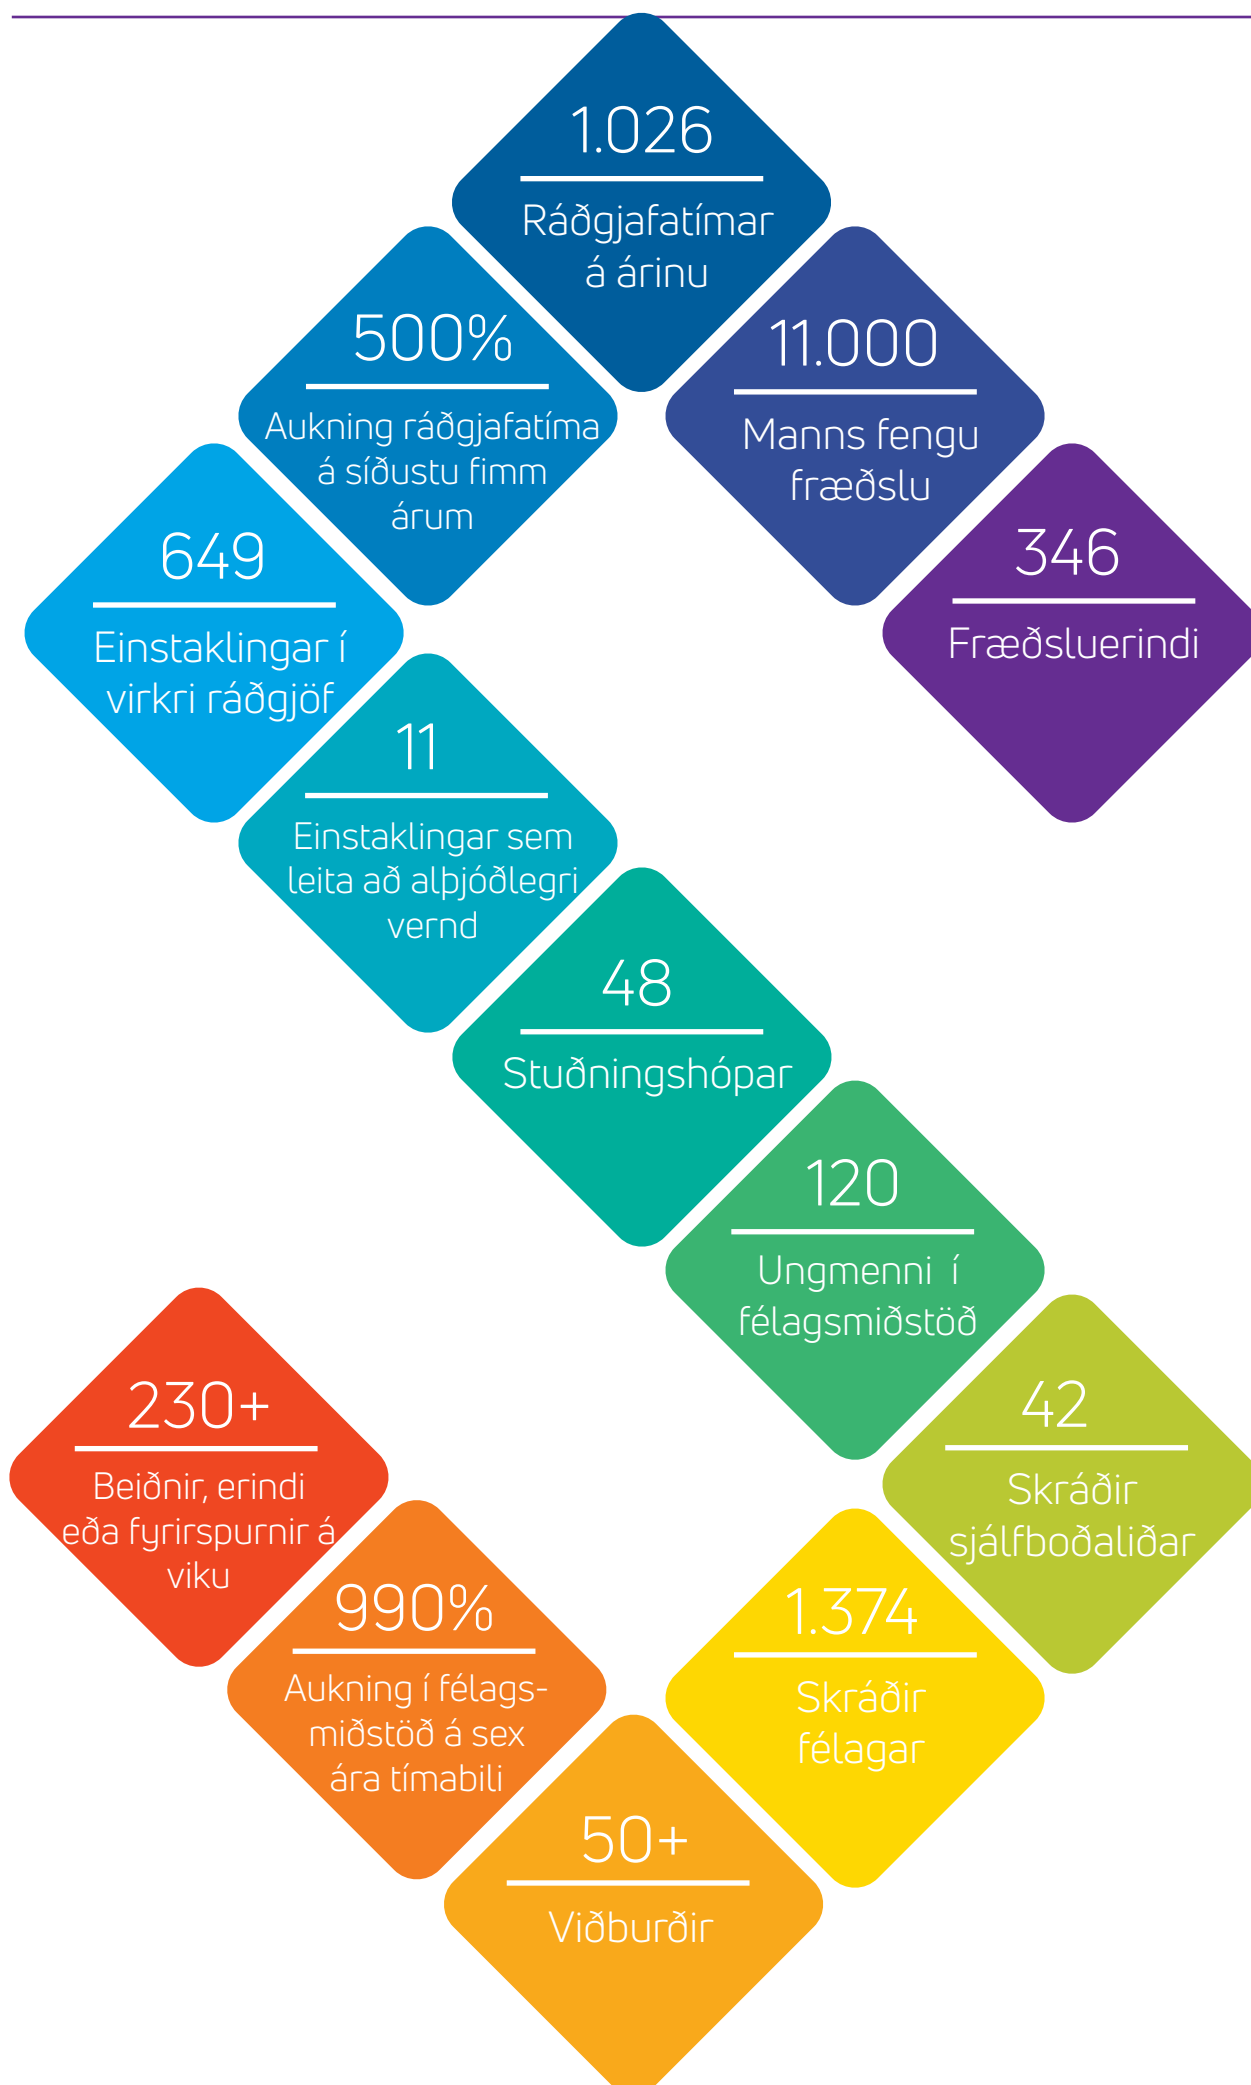 1.026
Ráðgjafatímar
á árinu
500%
Aukning ráðgjafatíma
á síðustu fimm
árum
11.000
Manns fengu
fræðslu
649
Einstaklingar í
virkri ráðgjöf
346
Fræðsluerindi
11
Einstaklingar sem
leita að alþjóðlegri
vernd
48
Stuðningshópar
120
Ungmenni í
félagsmiðstöð
230+
Beiðnir, erindi
eða fyrirspurnir á
viku
42
Skráðir
sjálfboðaliðar
990%
Aukning í félags-
miðstöð á sex
ára tímabili
1.374
Skráðir
félagar
50+
Viðburðir